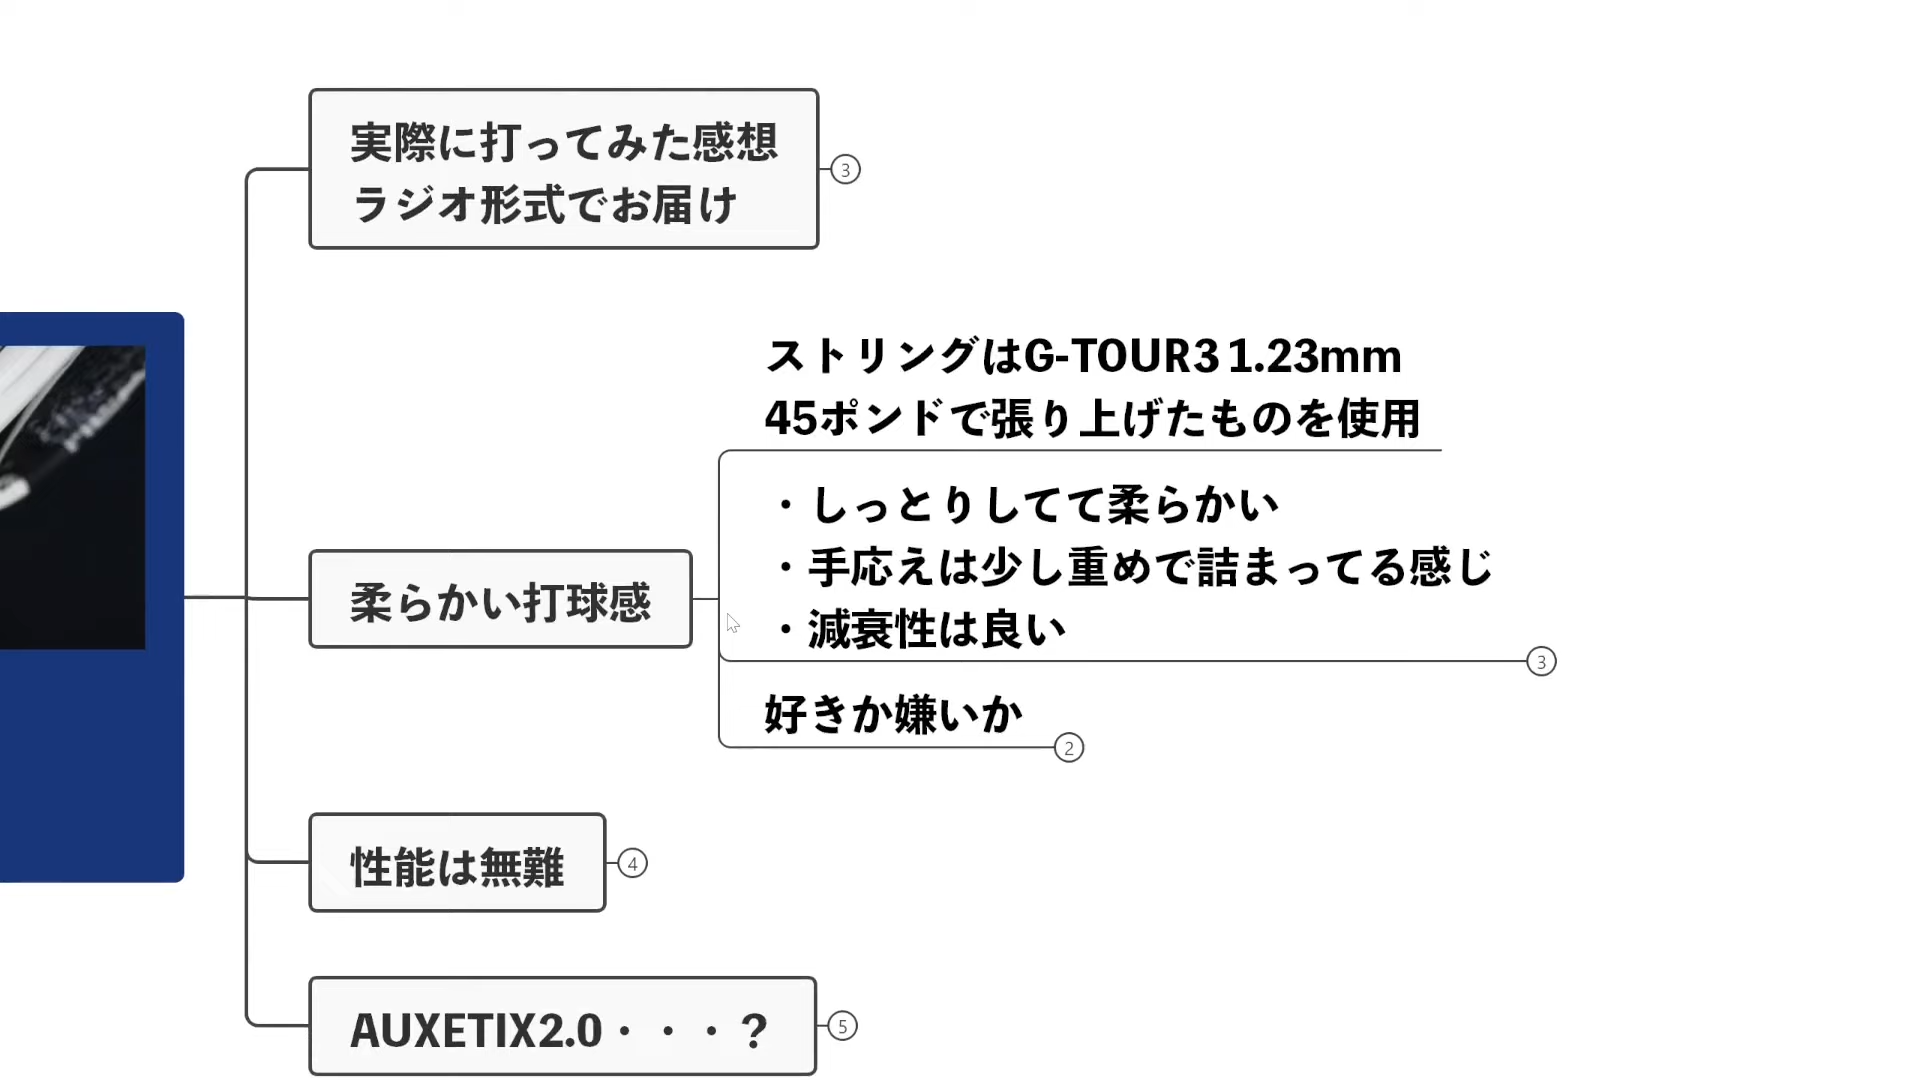 実際に打ってみた感想
ラジオ形式でお届け
3
ストリングはG-TOUR3 1.23mm
45ポンドで張り上げたものを使用
柔らかい打球感
・しっとりしてて柔らかい
・手応えは少し重めで詰まってる感じ
・減衰性は良い
3
好きか嫌いか
2
性能は無難
4
AUXETIX2.0・・・?
5